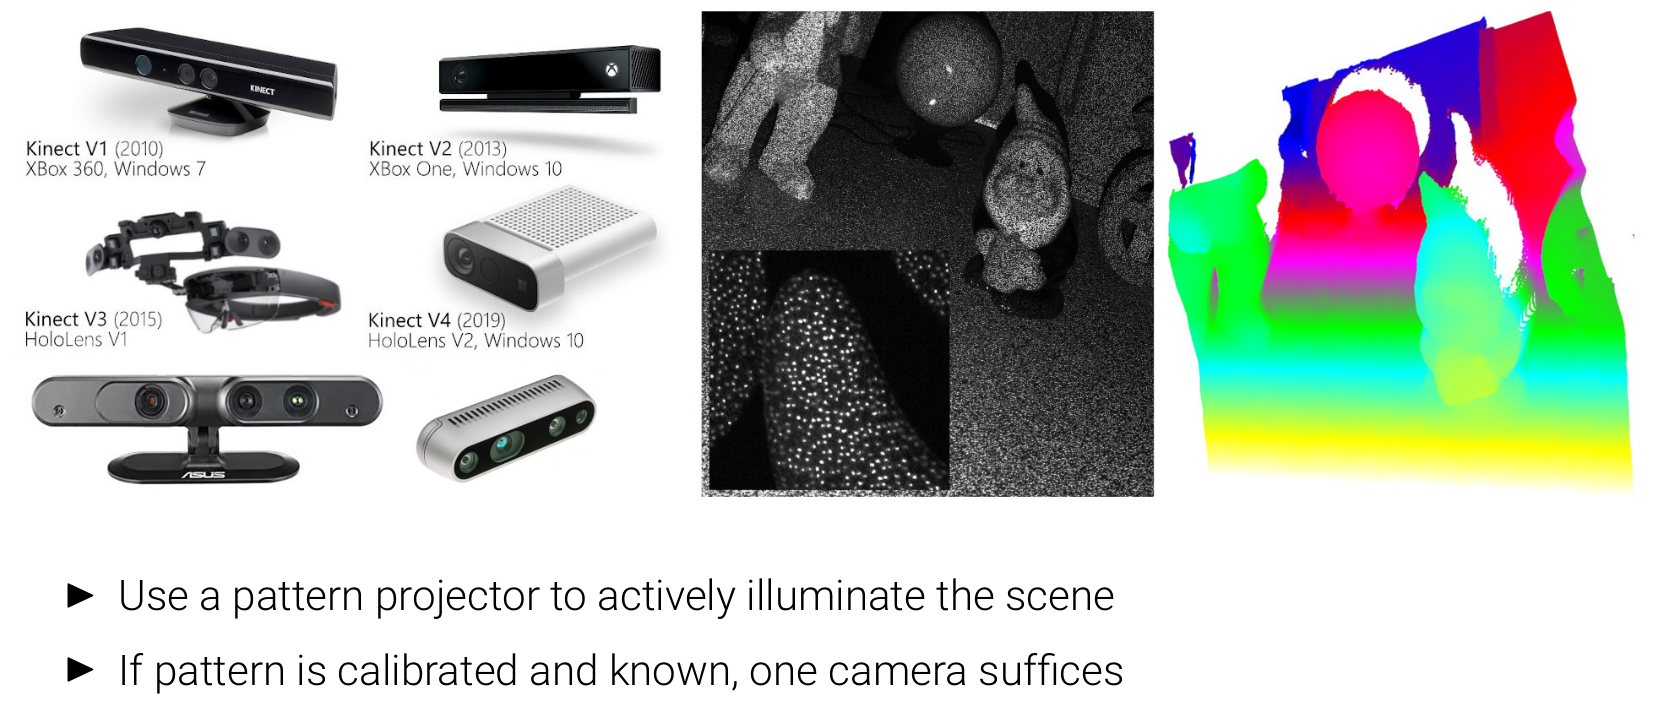 KINECT
Kinect V1 (2010)
XBox 360, Windows 7
Kinect V2 (2013)
XBox One, Windows 10
Kinect V3 (2015)
HoloLens V1
Kinect V4 (2019)
HoloLens V2, Windows 10
ASUS
► Use a pattern projector to actively illuminate the scene
► If pattern is calibrated and known, one camera suffices